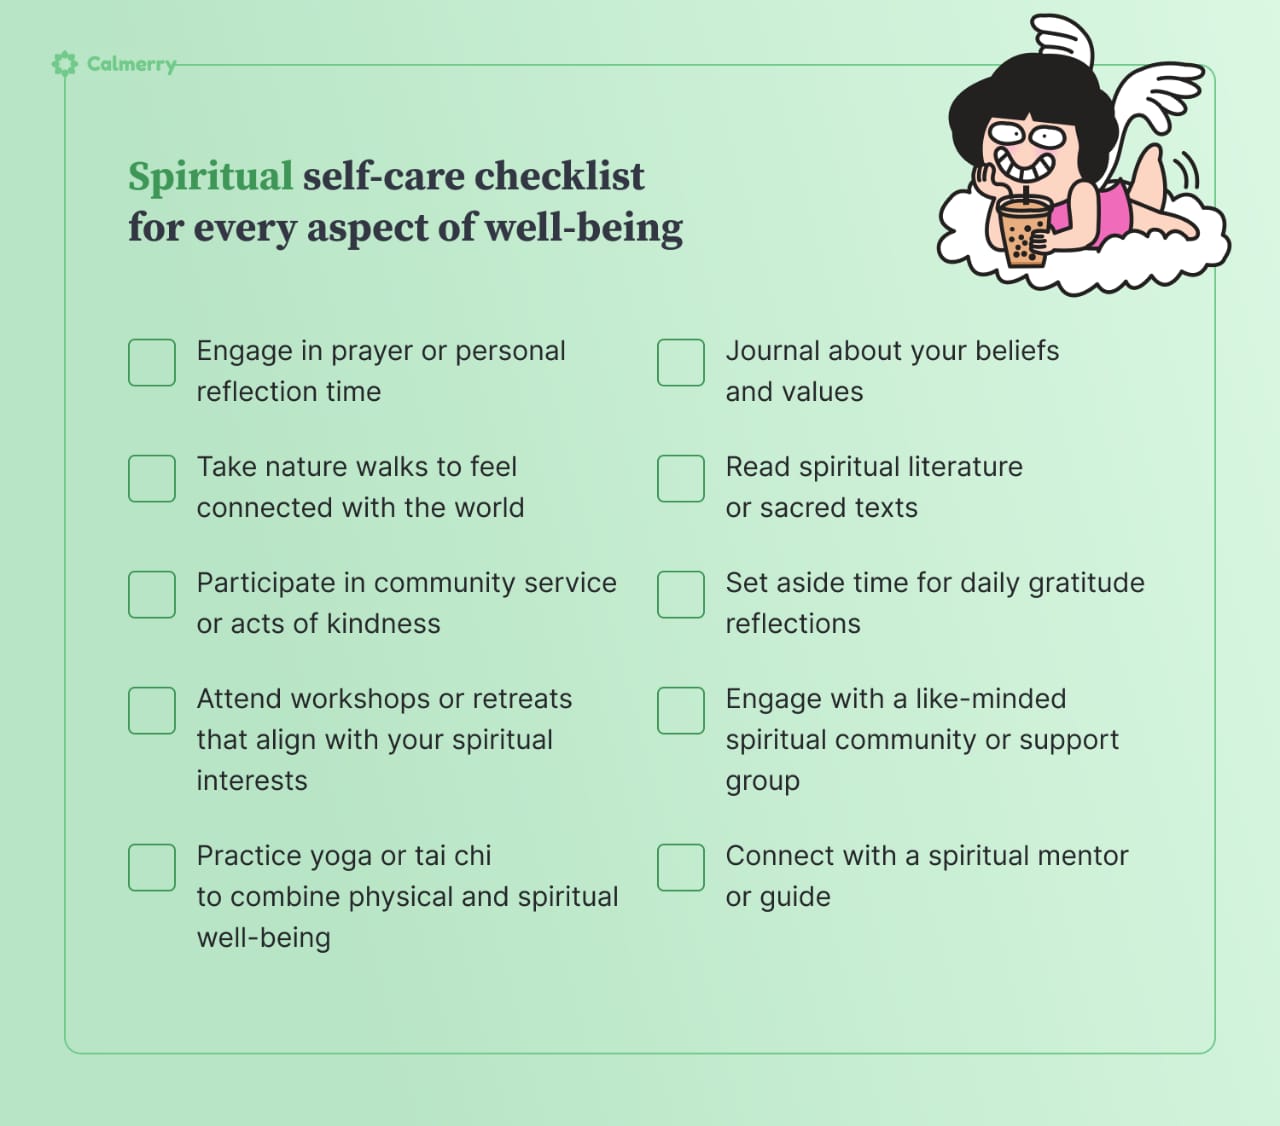 Calmerry
Spiritual self-care checklist
for every aspect of well-being
Engage in prayer or personal
reflection time
Take nature walks to feel
connected with the world
Participate in community service
or acts of kindness
Attend workshops or retreats
that align with your spiritual
interests
Practice yoga or tai chi
to combine physical and spiritual
well-being
Journal about your beliefs
and values
Read spiritual literature
or sacred texts
Set aside time for daily gratitude
reflections
Engage with a like-minded
spiritual community or support
group
Connect with a spiritual mentor
or guide